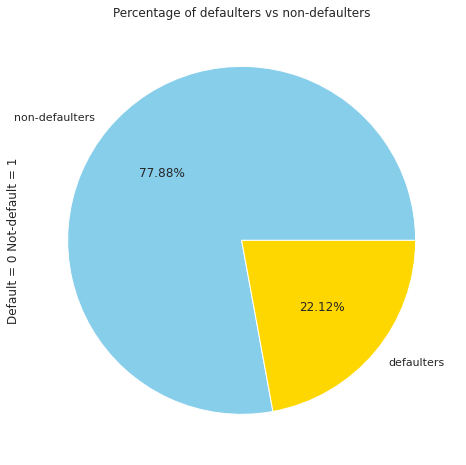 Percentage of defaulters vs non-defaulters
non-defaulters
77.88%
Default = 0 Not-default = 1
22.12%
defaulters